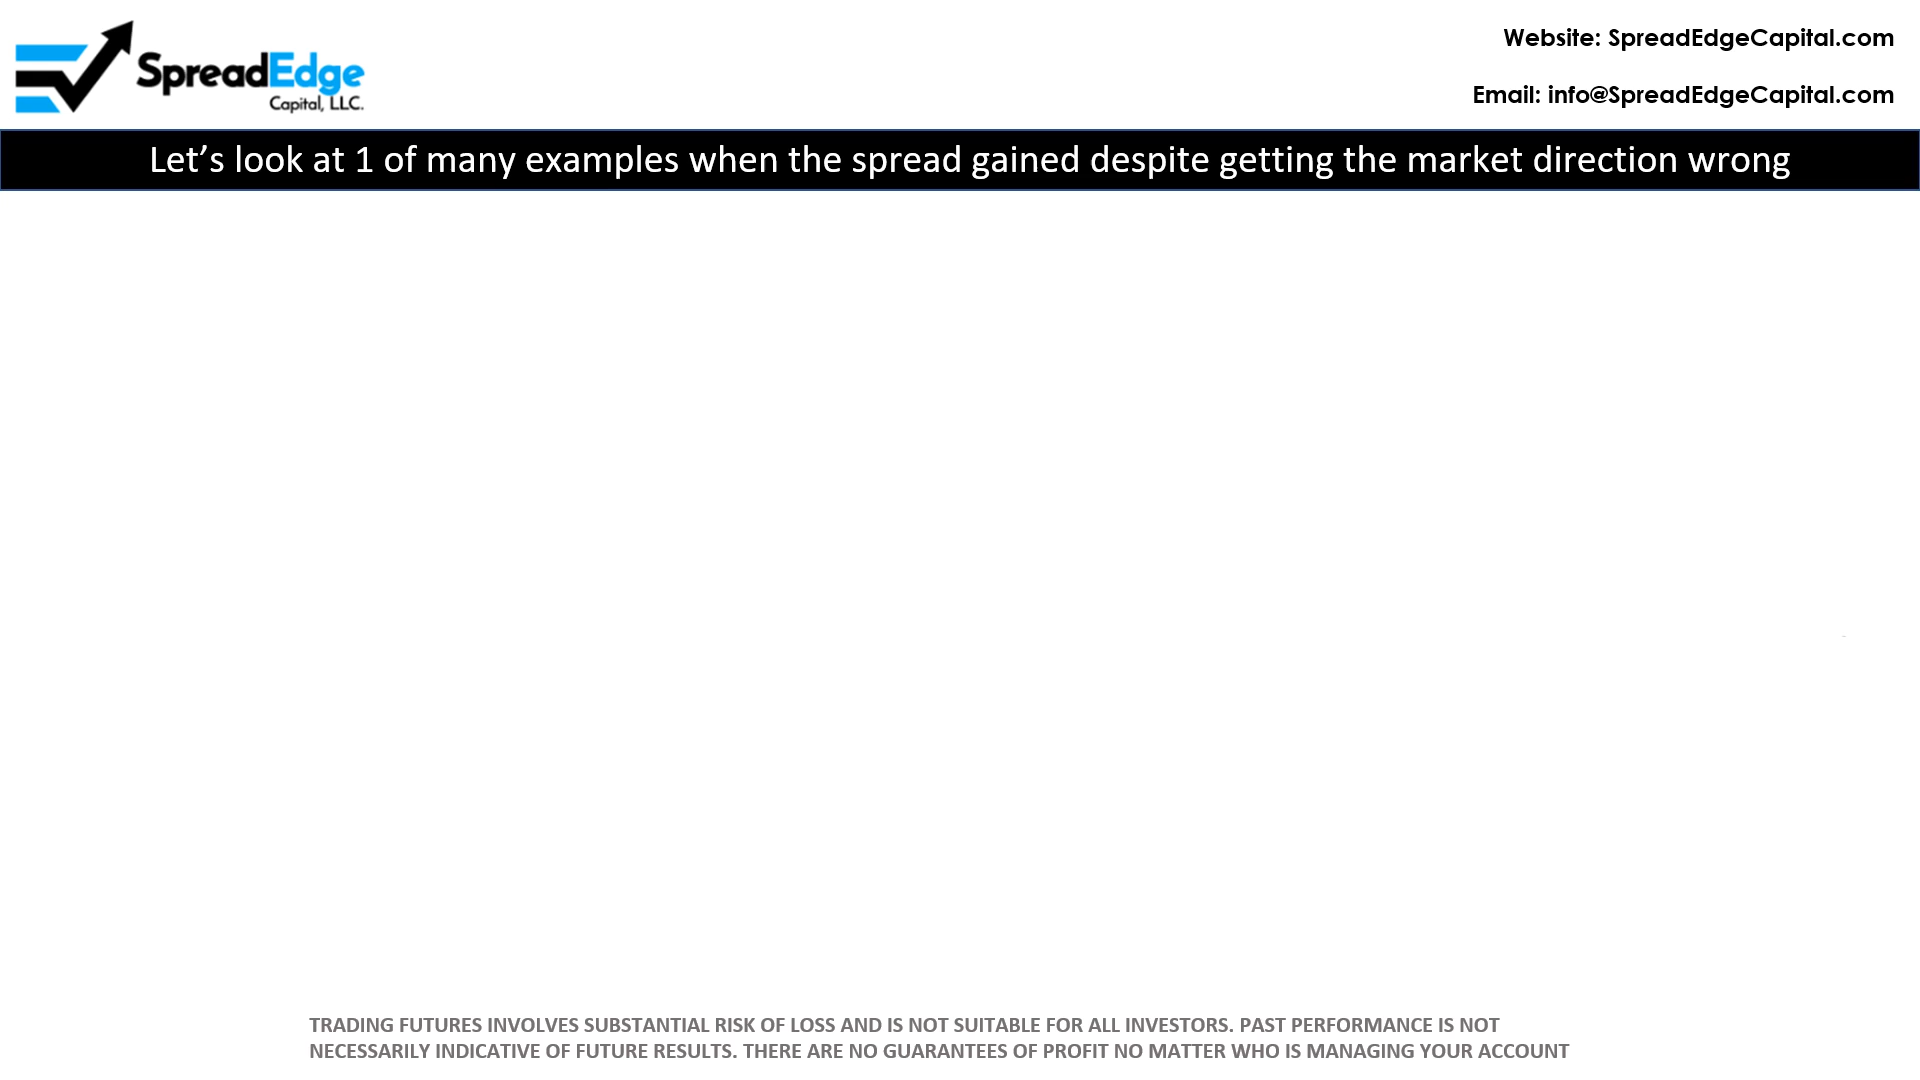 SpreadEdge
Capital, LLC.
Website: SpreadEdgeCapital.com
Email: info@SpreadEdgeCapital.com
Let’s look at 1 of many examples when the spread gained despite getting the market direction wrong
TRADING FUTURES INVOLVES SUBSTANTIAL RISK OF LOSS AND IS NOT SUITABLE FOR ALL INVESTORS. PAST PERFORMANCE IS NOT
NECESSARILY INDICATIVE OF FUTURE RESULTS. THERE ARE NO GUARANTEES OF PROFIT NO MATTER WHO IS MANAGING YOUR ACCOUNT